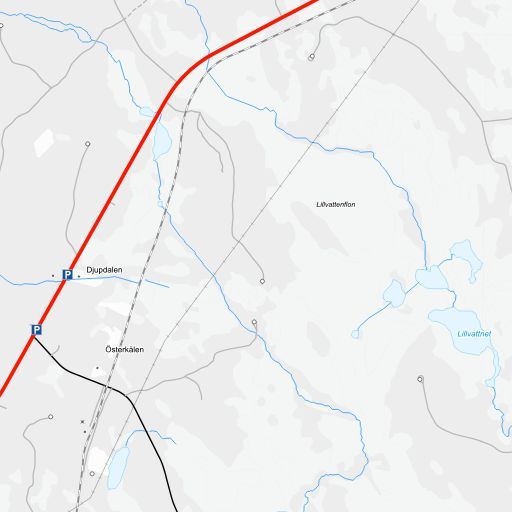 Lillvattenflon
P
Djupdalen
P
Lillvattnet
Österkälen